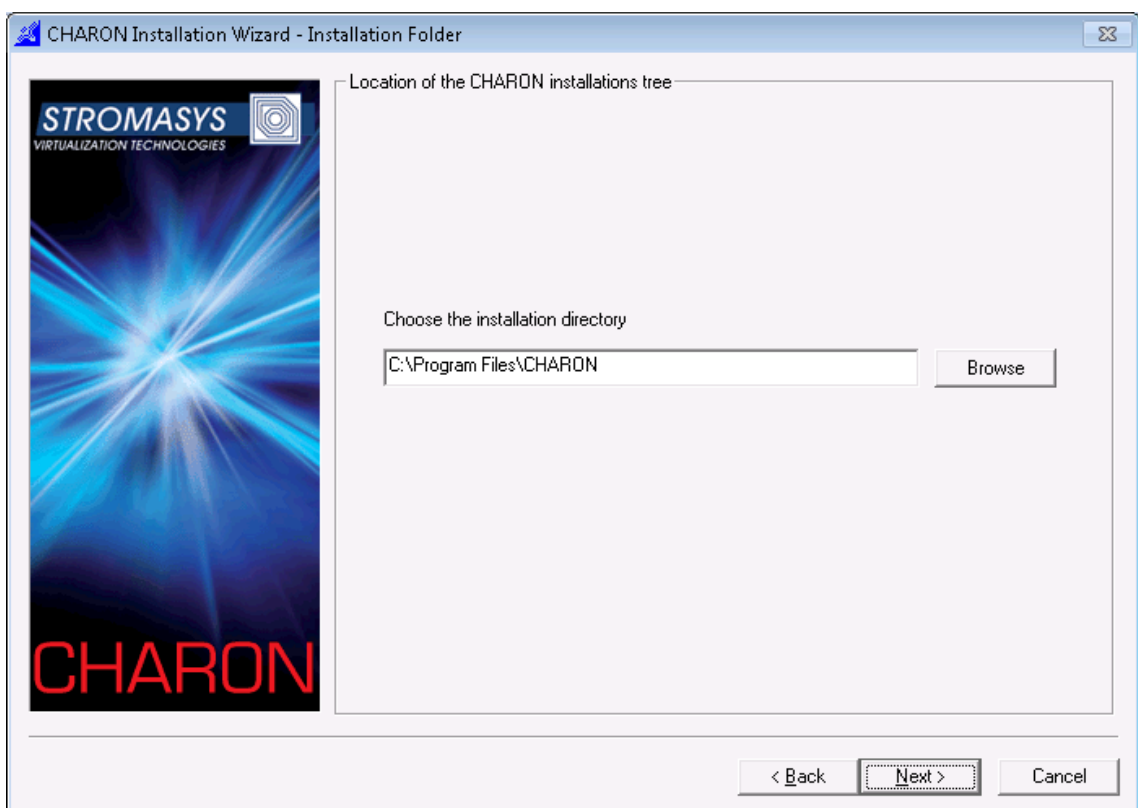 CHARON Installation Wizard - Installation Folder
STROMASYS
VIRTUALIZATION TECHNOLOGIES
CHARON
Location of the CHARON installations tree
Choose the installation directory
C:\Program Files\CHARON
Browse
< Back
Next >
Cancel